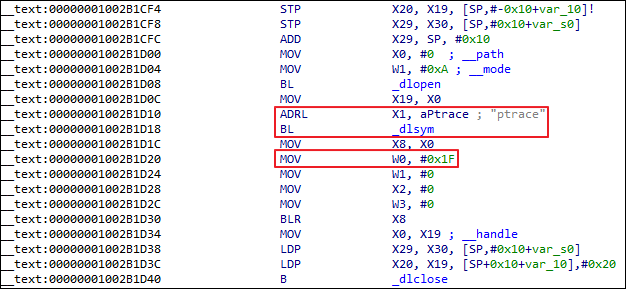 __text:00000001002B1CF4 STP X20, X19, [SP,#-0x10+var_10]!
__text:00000001002B1CF8 STP X29, X30, [SP,#0x10+var_s0]
__text:00000001002B1CFC ADD X29, SP, #0x10
__text:00000001002B1D00 MOV X0, #0 ; __path
__text:00000001002B1D04 MOV W1, #0xA ; __mode
__text:00000001002B1D08 BL _dlopen
__text:00000001002B1D0C MOV X19, X0
__text:00000001002B1D10 ADRL X1, aPtrace ; "ptrace"
__text:00000001002B1D18 BL _dlsym
__text:00000001002B1D1C MOV X8, X0
__text:00000001002B1D20 MOV W0, #0x1F
__text:00000001002B1D24 MOV W1, #0
__text:00000001002B1D28 MOV X2, #0
__text:00000001002B1D2C MOV W3, #0
__text:00000001002B1D30 BLR X8
__text:00000001002B1D34 MOV X0, X19 ; __handle
__text:00000001002B1D38 LDP X29, X30, [SP,#0x10+var_s0]
__text:00000001002B1D3C LDP X20, X19, [SP+0x10+var_10],#0x20
__text:00000001002B1D40 B _dlclose